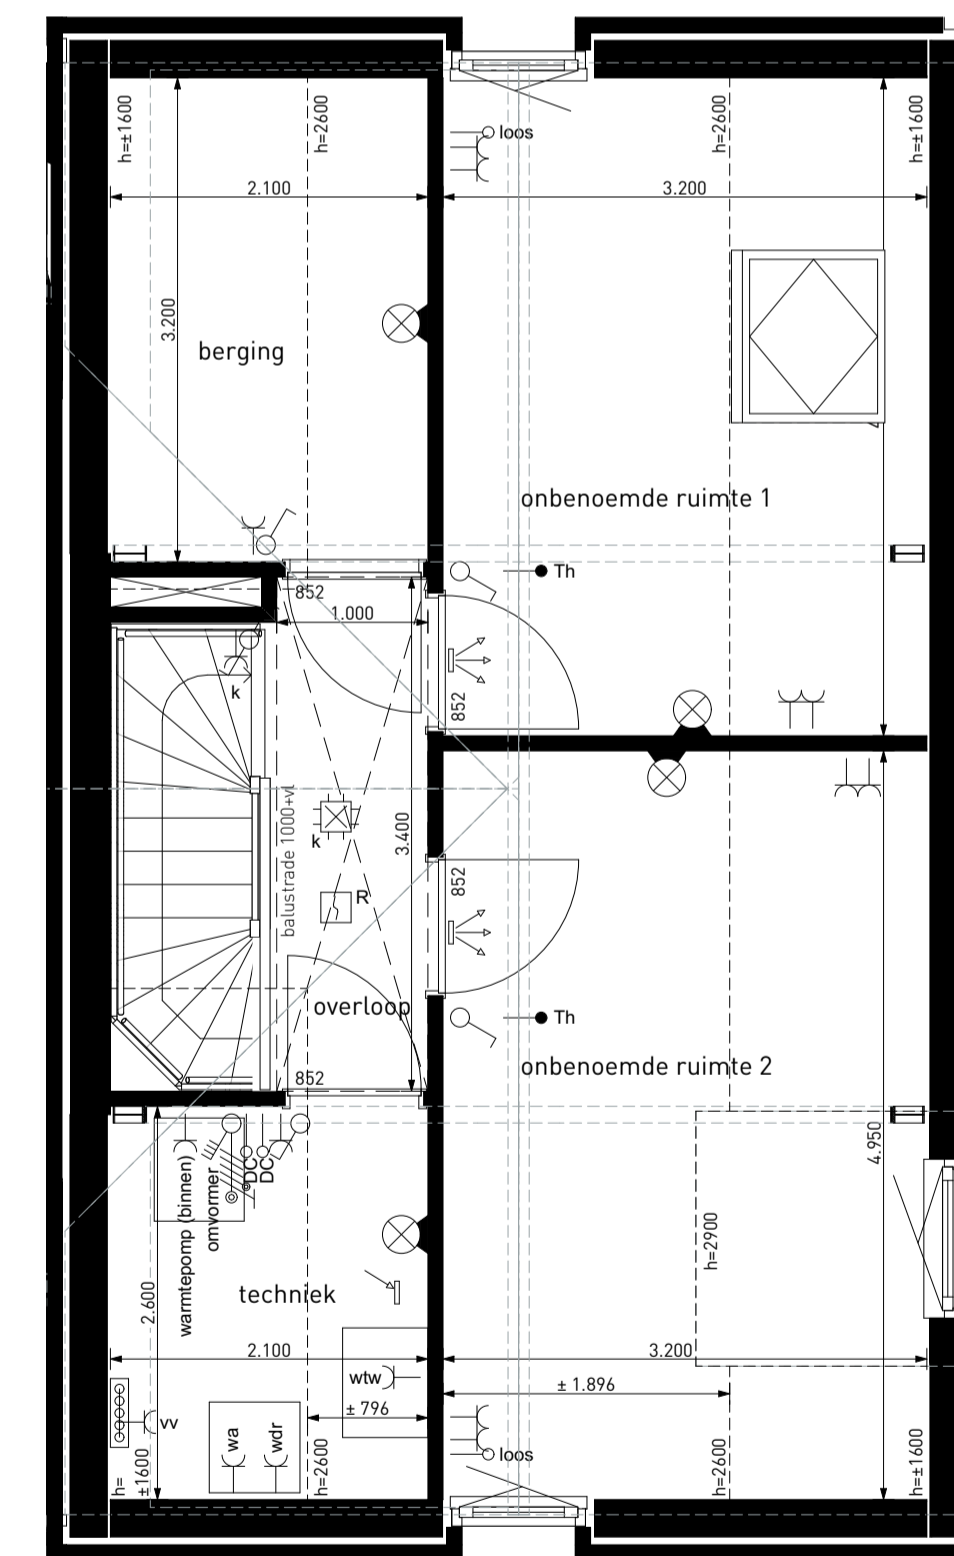 h=±1600
h=2600
h=2600
h=±1600
loos
2.100
3.200
3.200
berging
onbenoemde ruimte 1
Th
852
1.000
852
k
balustrade 1000+vl
k
3.400
R
852
overloop
Th
852
onbenoemde ruimte 2
warmtepomp (binnen)
omvormer
DC
DC
4.950
h=2900
techniek
2.600
2.100
3.200
wtw
± 1.896
± 796
vv
wa
wdr
loos
h=
±1600
h=2600
h=2600
h=±1600